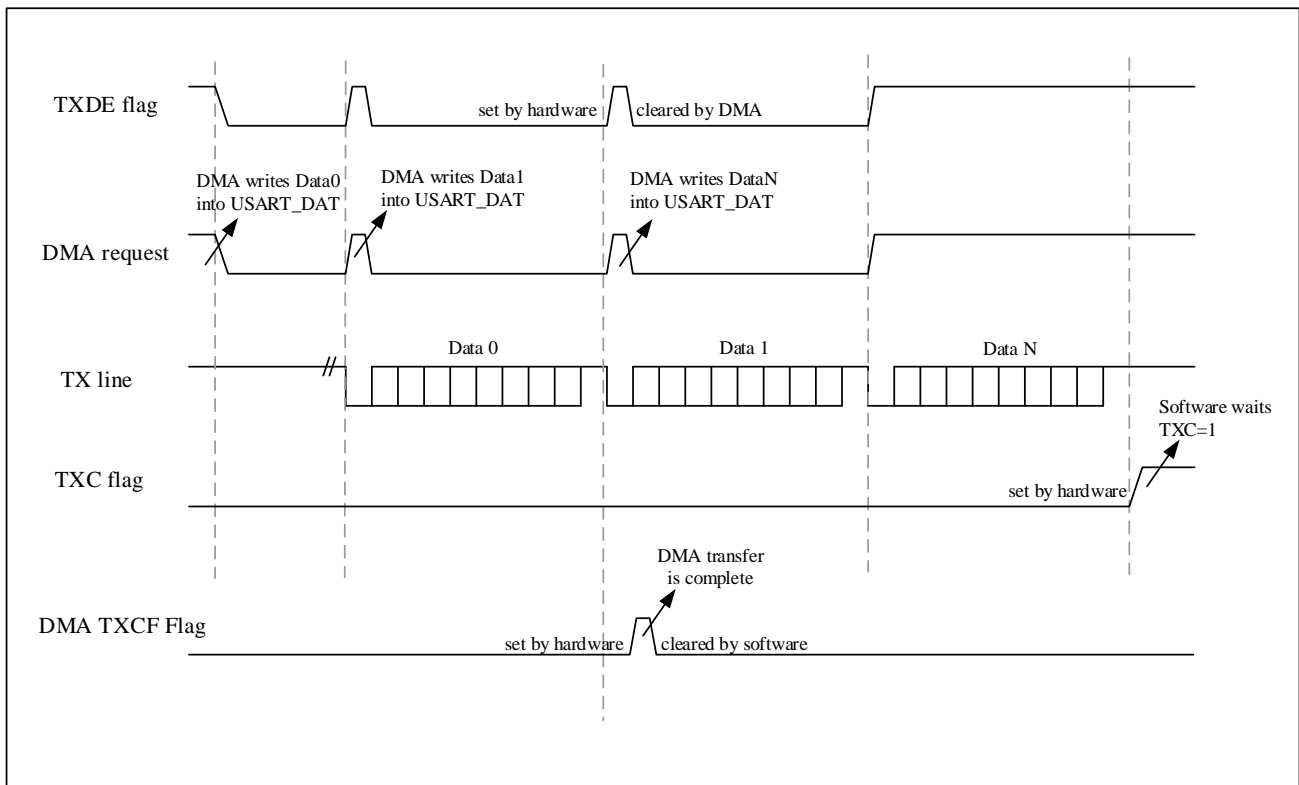 TXDE flag
set by hardware
cleared by DMA
DMA writes Data0
into USART_DAT
DMA writes Data1
into USART_DAT
DMA writes DataN
into USART_DAT
DMA request
Data 0
Data 1
Data N
TX line
Software waits
TXC=1
TXC flag
set by hardware
DMA transfer
is complete
DMA TXCF Flag
set by hardware
cleared by software